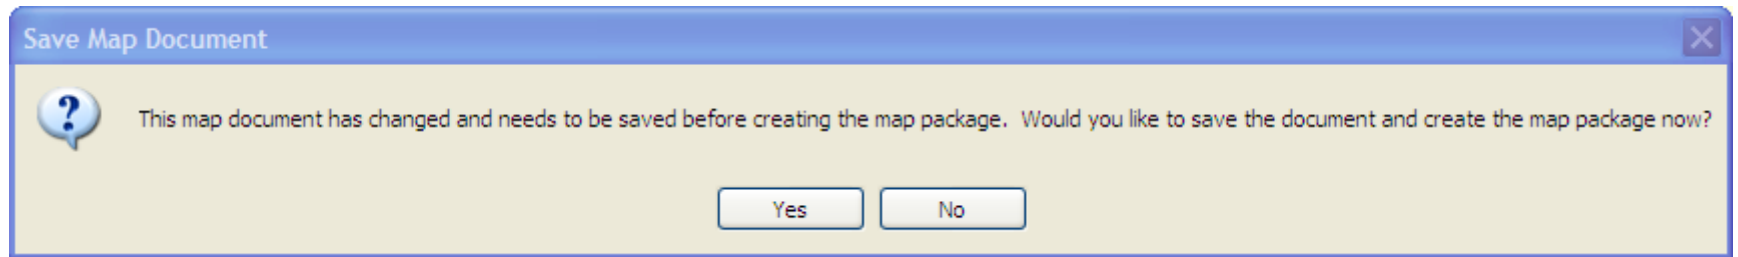 Save Map Document
This map document has changed and needs to be saved before creating the map package.  Would you like to save the document and create the map package now?
Yes
No